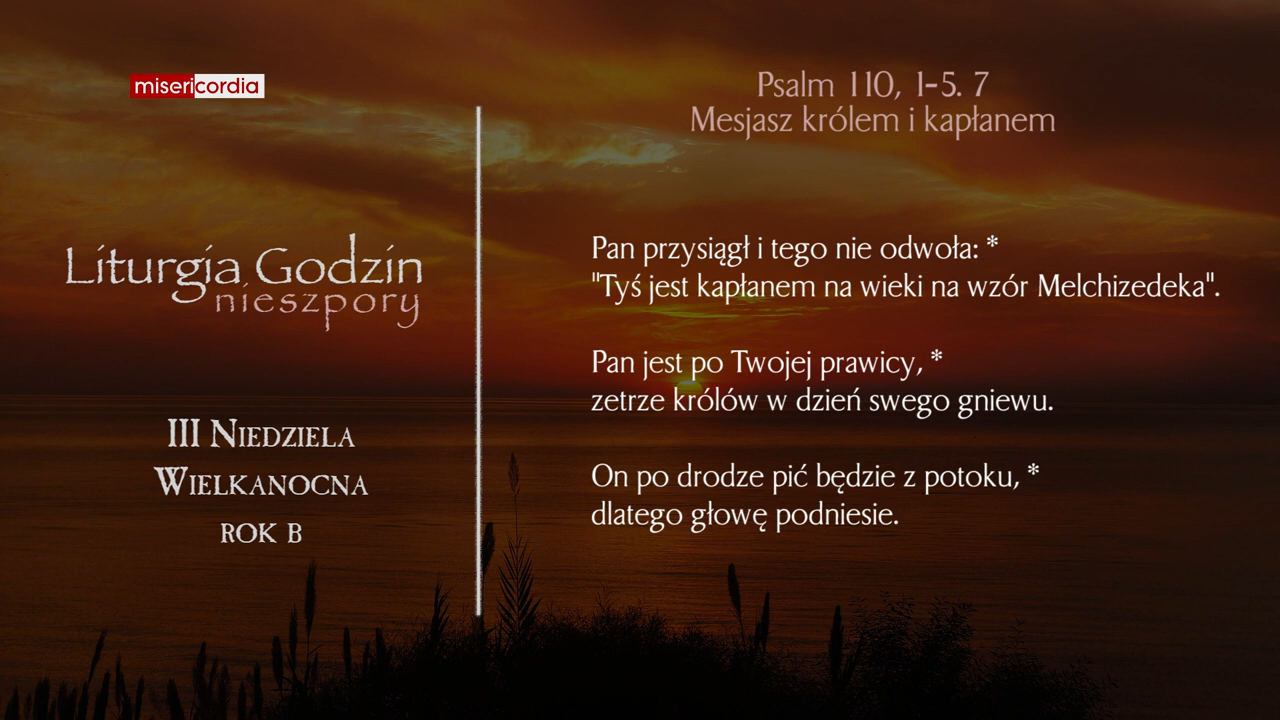 misericordia
Liturgia Godzin
nieszpory
III Niedziela
Wielkanocna
rok B
Psalm 110, 1-5. 7
Mesjasz królem i kapłanem
Pan przysiągł i tego nie odwoła: *
"Tyś jest kapłanem na wieki na wzór Melchizedeka".
Pan jest po Twojej prawicy, *
zetrze królów w dzień swego gniewu.
On po drodze pić będzie z potoku, *
dlatego głowę podniesie.